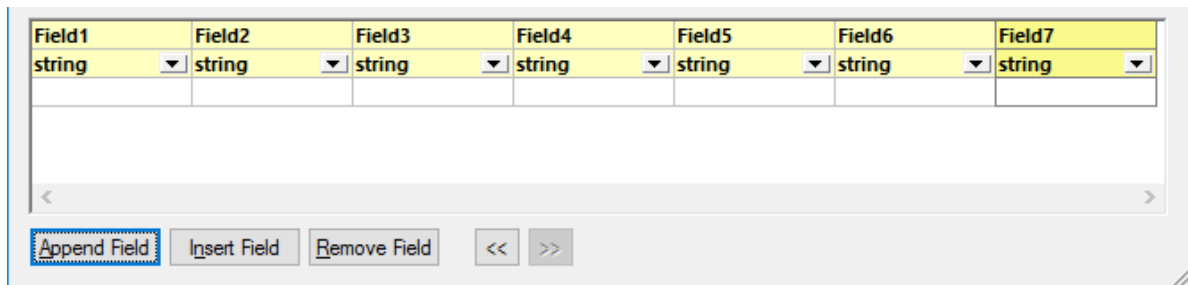 Field1 Field2 Field3 Field4 Field5 Field6 Field7
string string string string string string string
Append Field Insert Field Remove Field << >>